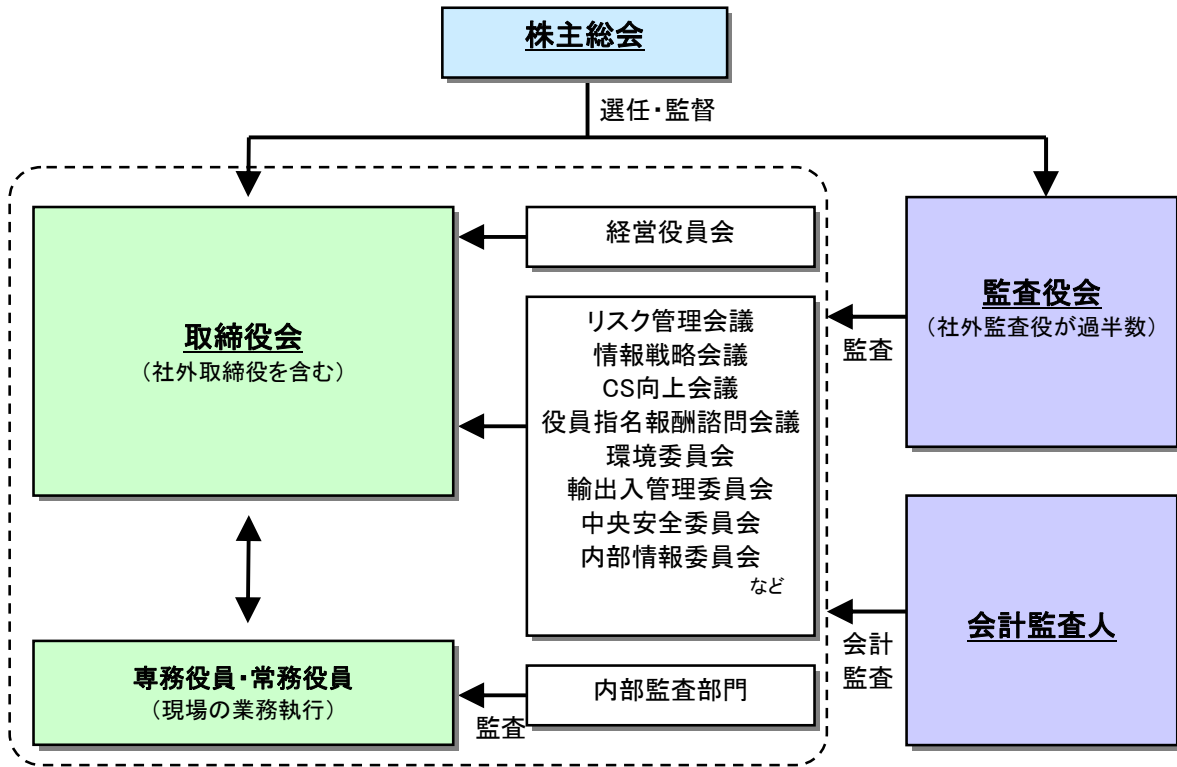 株主総会
選任・監督
取締役会
（社外取締役を含む）
経営役員会
リスク管理会議
情報戦略会議
CS向上会議
役員指名報酬諮問会議
環境委員会
輸出入管理委員会
中央安全委員会
内部情報委員会
など
監査役会
（社外監査役が過半数）
監査
会計監査人
会計
監査
専務役員・常務役員
（現場の業務執行）
内部監査部門
監査